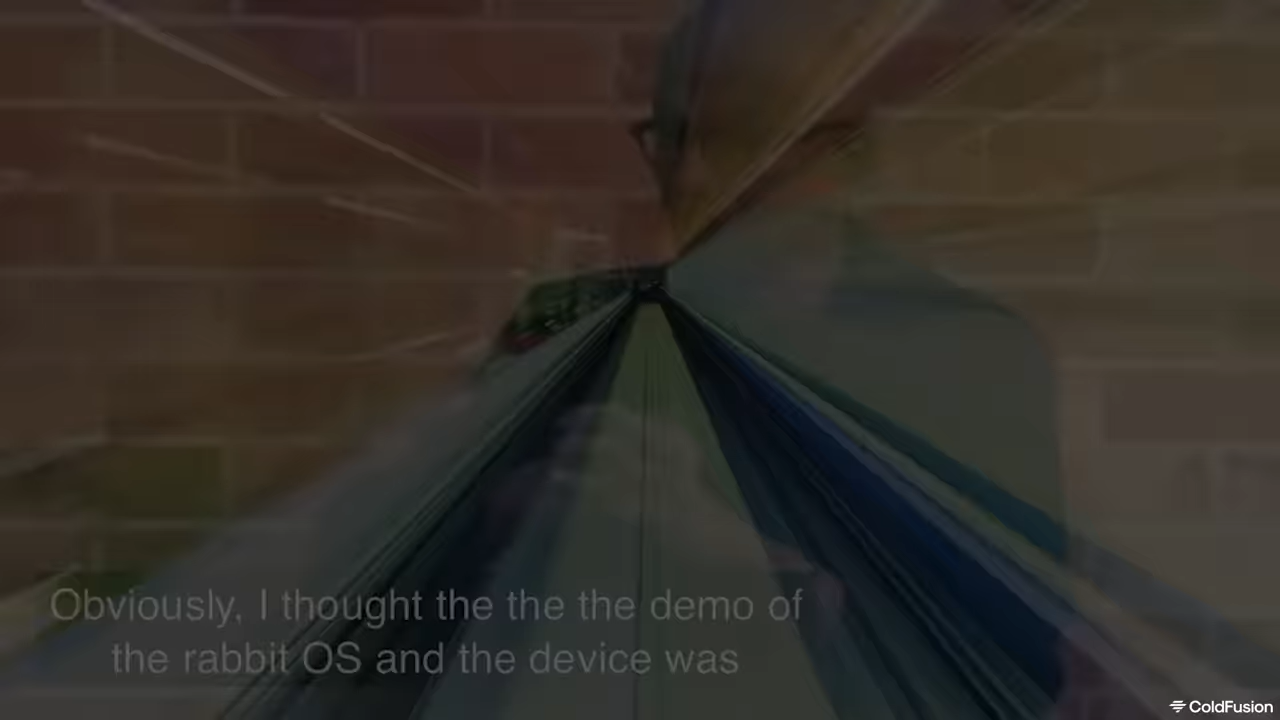 Obviously, I thought the the the demo of
the rabbit OS and the device was
ColdFusion